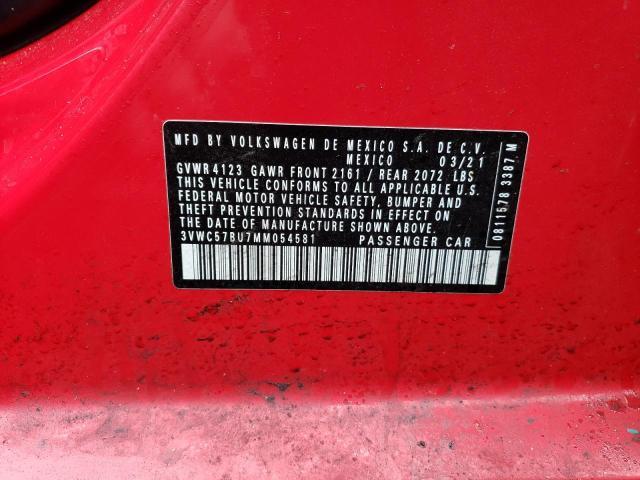 MFD BY VOLKSWAGEN DE MEXICO S.A. DE C.V.
MEXICO 03/21
GVWR 4123 GAWR FRONT 2161 / REAR 2072 LBS
THIS VEHICLE CONFORMS TO ALL APPLICABLE U.S.
FEDERAL MOTOR VEHICLE SAFETY, BUMPER AND
THEFT PREVENTION STANDARDS IN EFFECT ON
THE DATE OF MANUFACTURE SHOWN ABOVE.
3VWC57BU7MM054581 PASSENGER CAR
0811578 3387 M